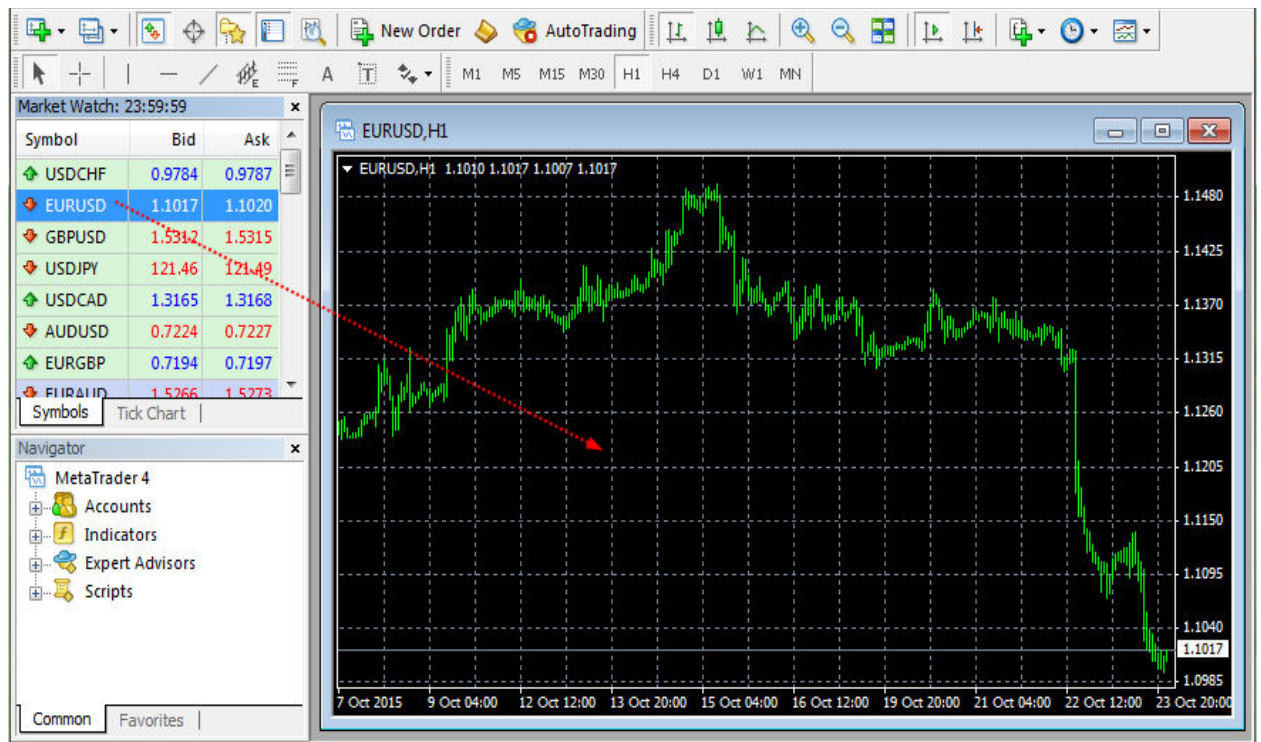 New Order AutoTrading
E F A T M1 M5 M15 M30 H1 H4 D1 W1 MN
Market Watch: 23:59:59
Symbol Bid Ask
USDCHF 0.9784 0.9787
EURUSD 1.1017 1.1020
GBPUSD 1.5312 1.5315
USDJPY 121.46 121.49
USDCAD 1.3165 1.3168
AUDUSD 0.7224 0.7227
EURGBP 0.7194 0.7197
EURAUD 1.5266 1.5273
Symbols Tick Chart
Navigator
MetaTrader 4
Accounts
Indicators
Expert Advisors
Scripts
Common Favorites
EURUSD,H1
EURUSD,H1 1.1010 1.1017 1.1007 1.1017
1.1480
1.1425
1.1370
1.1315
1.1260
1.1205
1.1150
1.1095
1.1040
1.1017
1.0985
7 Oct 2015 9 Oct 04:00 12 Oct 12:00 13 Oct 20:00 15 Oct 04:00 16 Oct 12:00 19 Oct 20:00 21 Oct 04:00 22 Oct 12:00 23 Oct 20:00